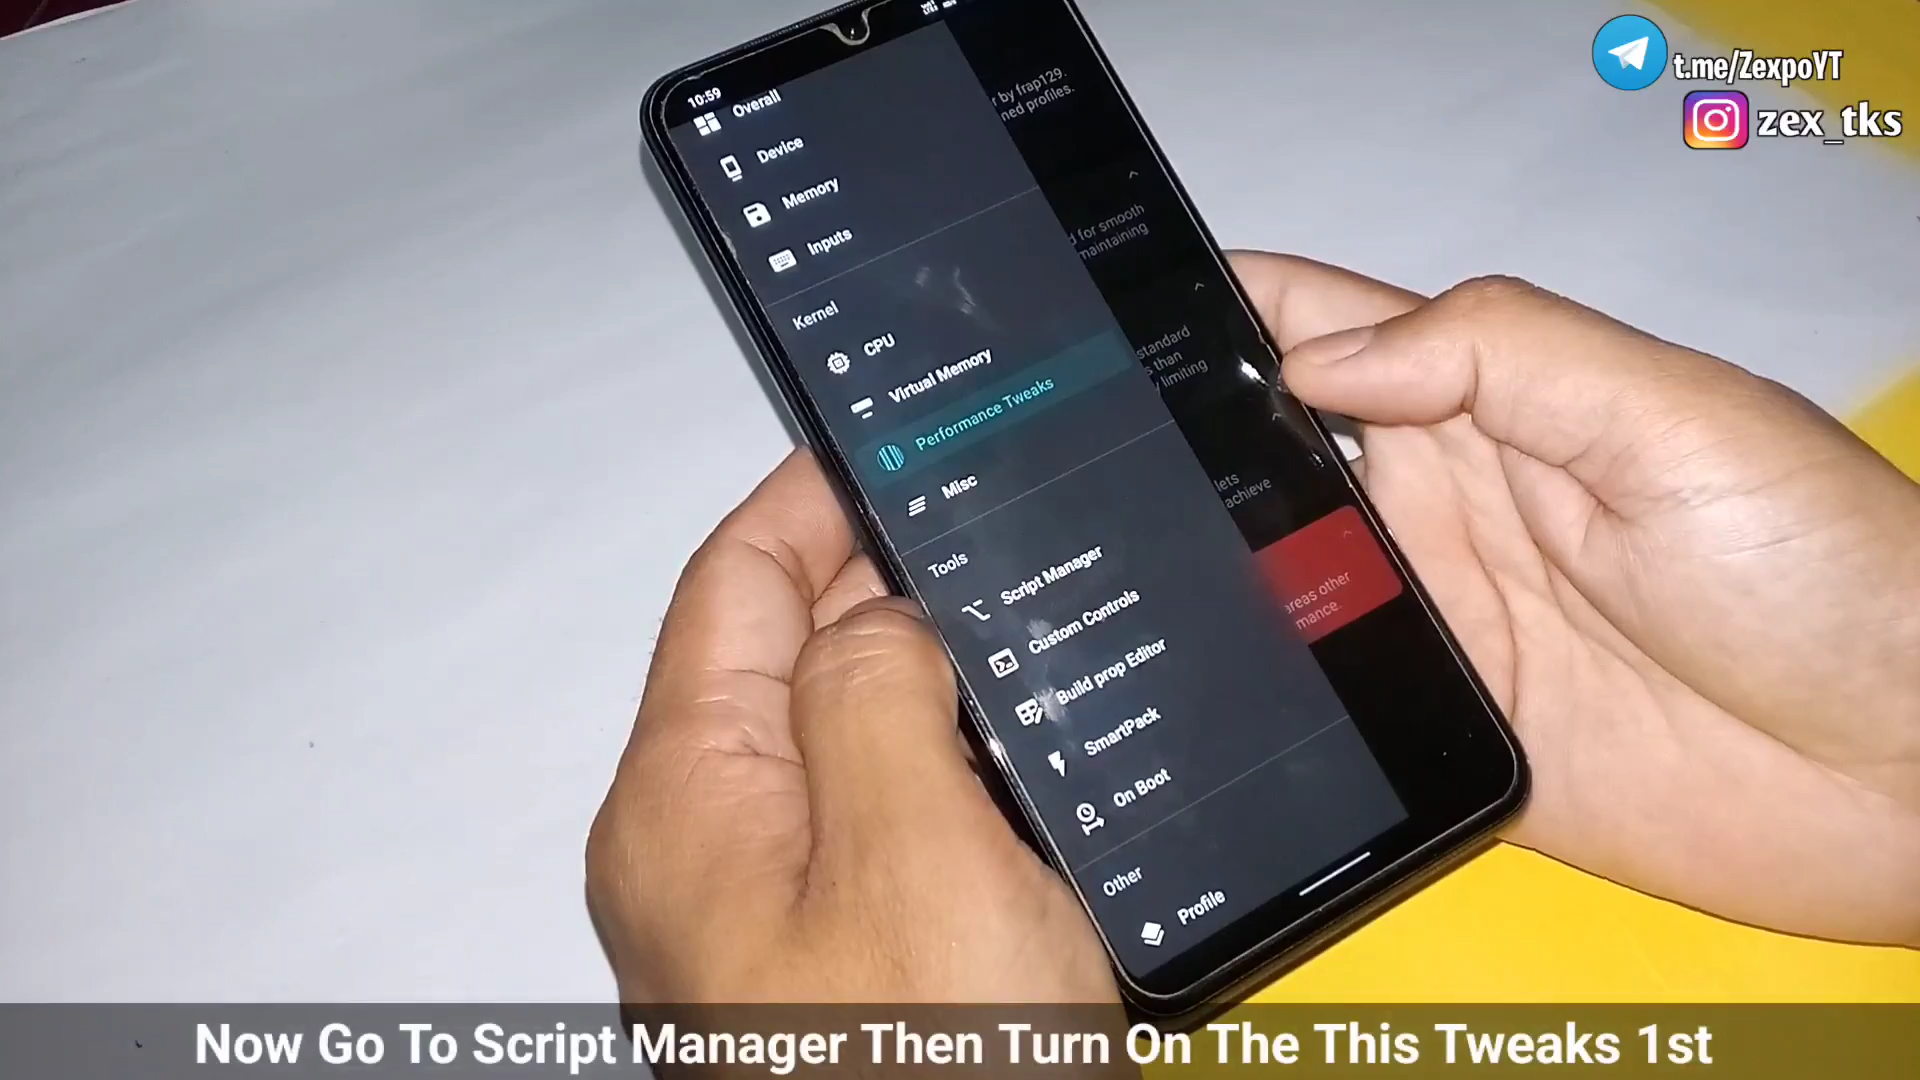 t.me/ZexpoYT
zex_tks
10:59
Overall
Device
Memory
Inputs
Kernel
CPU
Virtual Memory
Performance Tweaks
Misc
Tools
Script Manager
Custom Controls
Build prop Editor
SmartPack
On Boot
Other
Profile
r by frap129.
ned profiles.
d for smooth
maintaining
standard
s than
y limiting
lets
achieve
areas other
mance.
Now Go To Script Manager Then Turn On The This Tweaks 1st